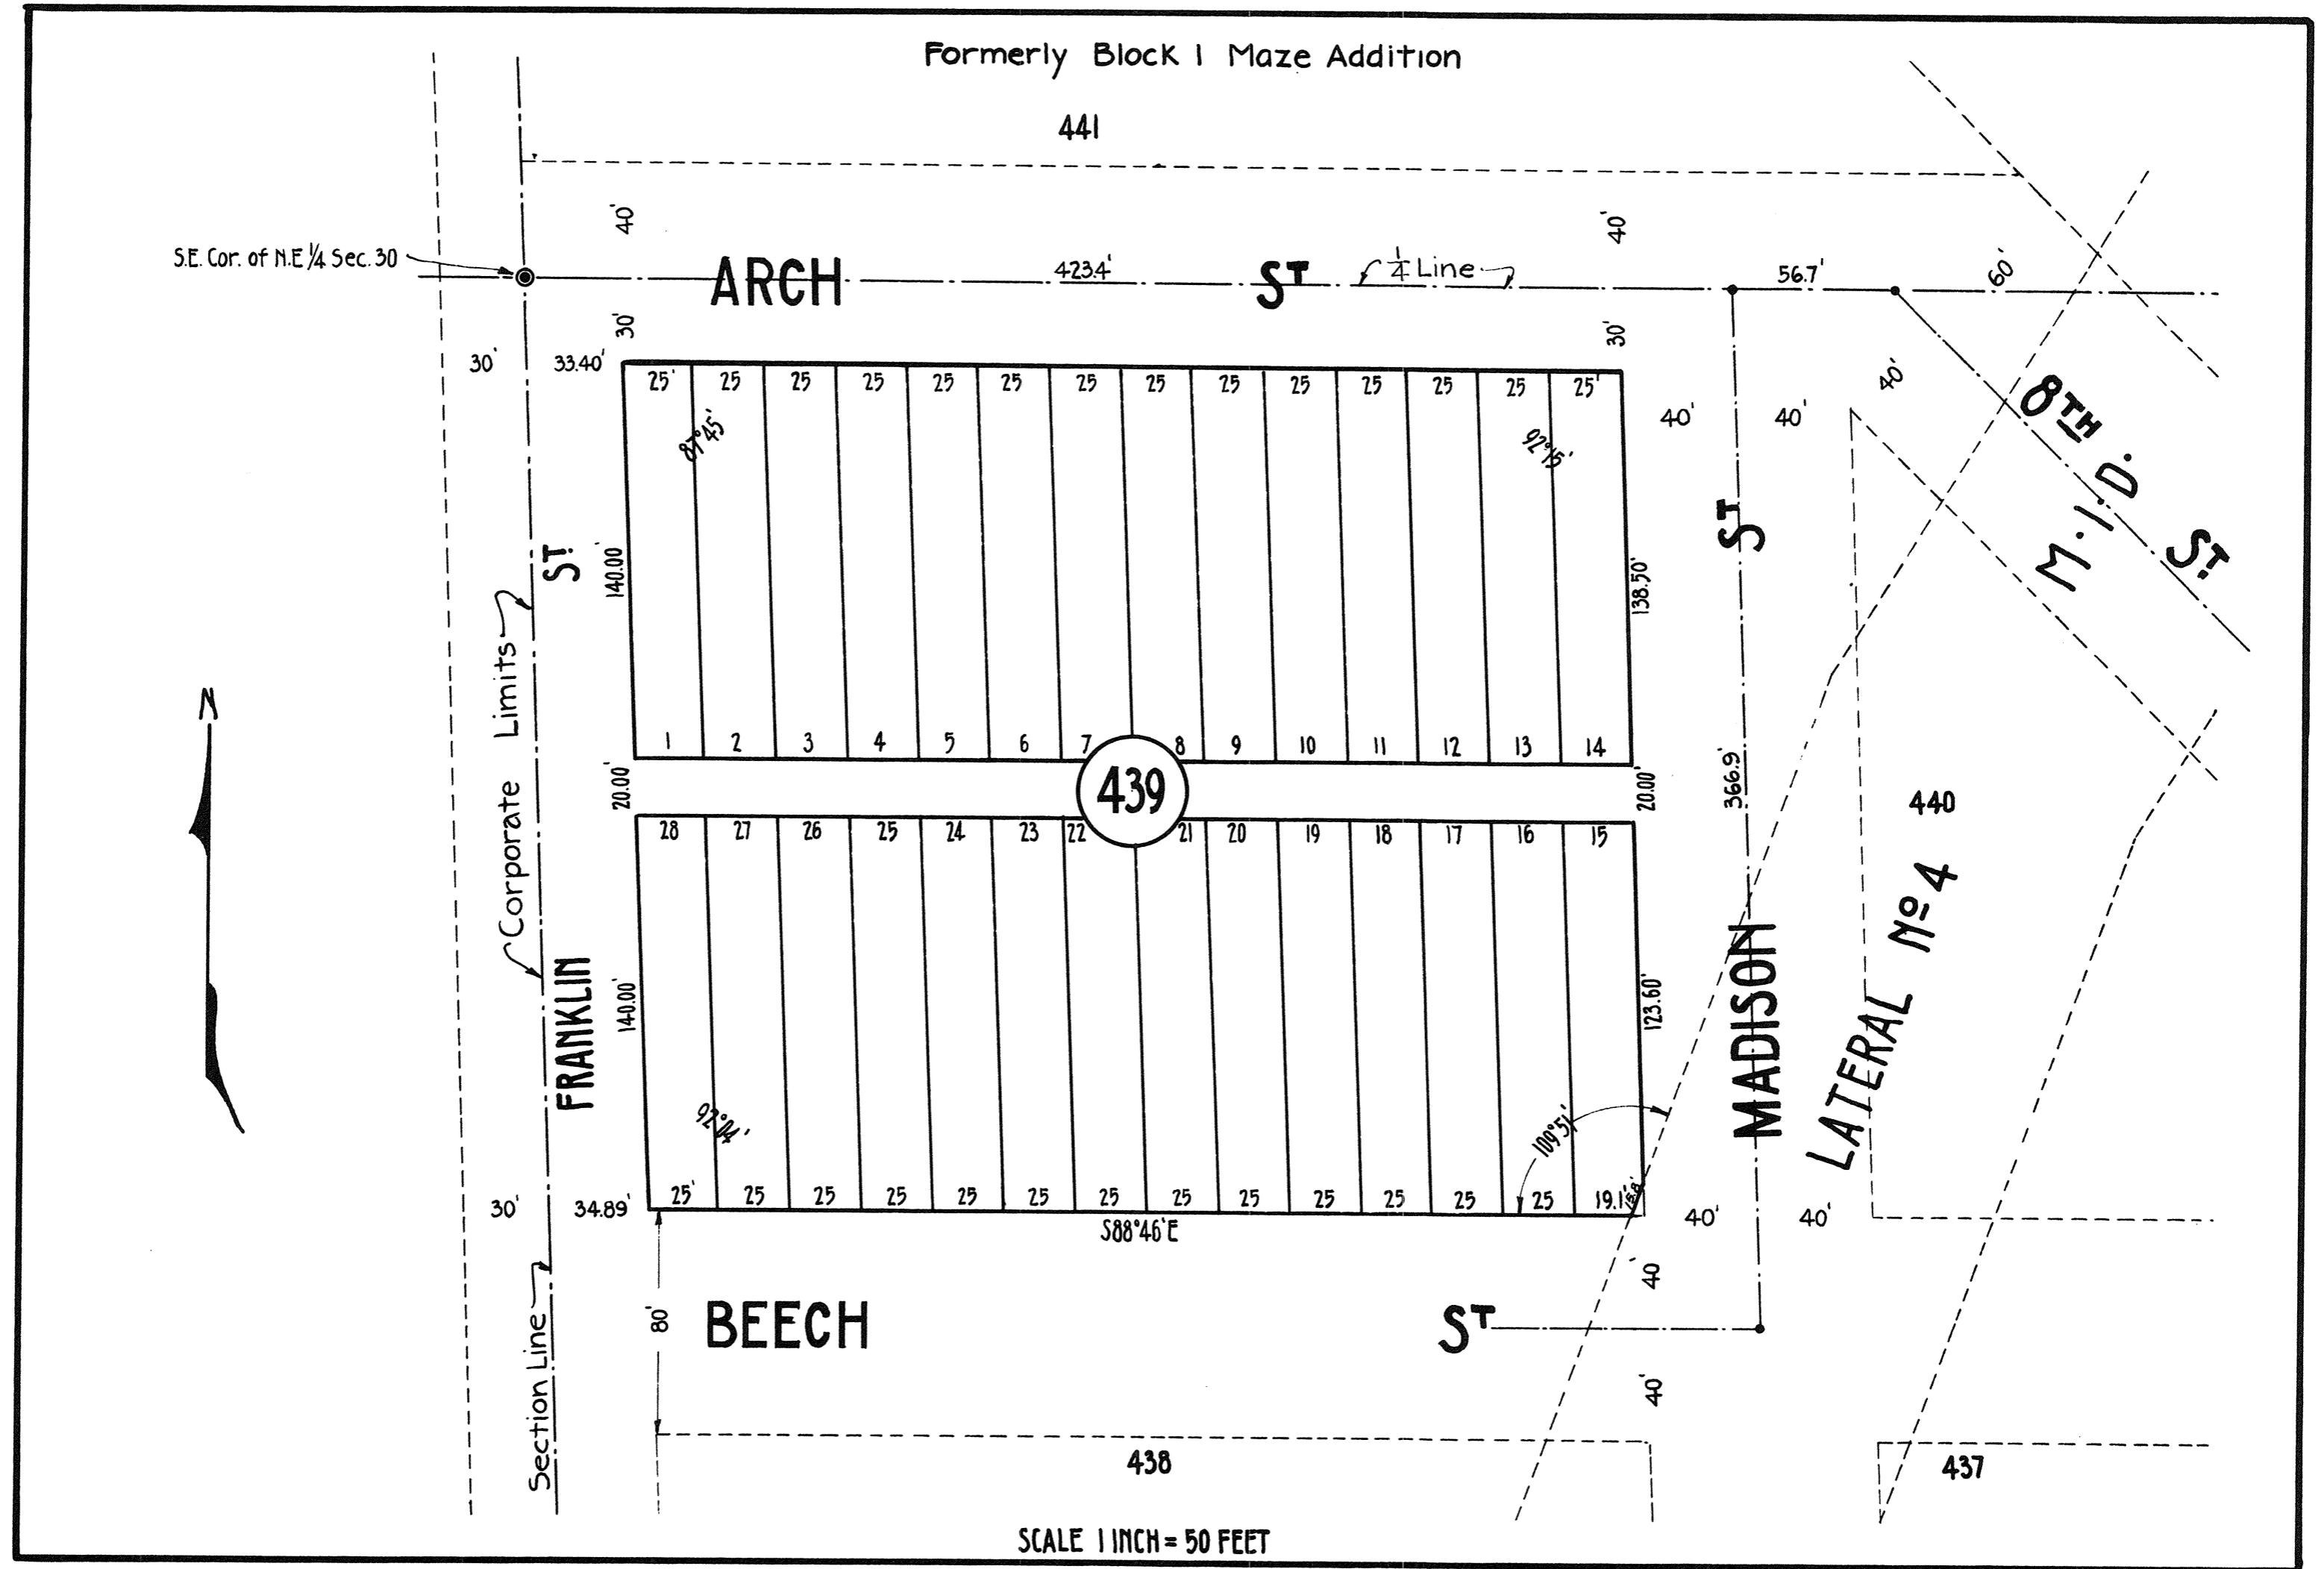 Formerly Block 1 Maze Addition
441
40'
40'
S.E. Cor. of N.E ¼ Sec. 30
ARCH
423.4'
ST
¼ Line
56.7'
60'
30'
30'
30'
33.40'
25' 25 25 25 25 25 25 25 25 25 25 25 25 25'
40'
40'
40'
8TH
ST.
M. I. D.
87°45'
92°15'
ST.
140.00'
138.50'
ST
Corporate Limits
N
1 2 3 4 5 6 7 8 9 10 11 12 13 14
20.00'
439
20.00'
366.9'
440
28 27 26 25 24 23 22 21 20 19 18 17 16 15
FRANKLIN
140.00'
123.60'
MADISON
LATERAL No 4
92°04'
109°51'
30'
34.89'
25' 25 25 25 25 25 25 25 25 25 25 25 25 19.1'
40'
40'
S88°46'E
40'
80'
BEECH
ST
Section Line
40'
438
437
SCALE 1 INCH = 50 FEET